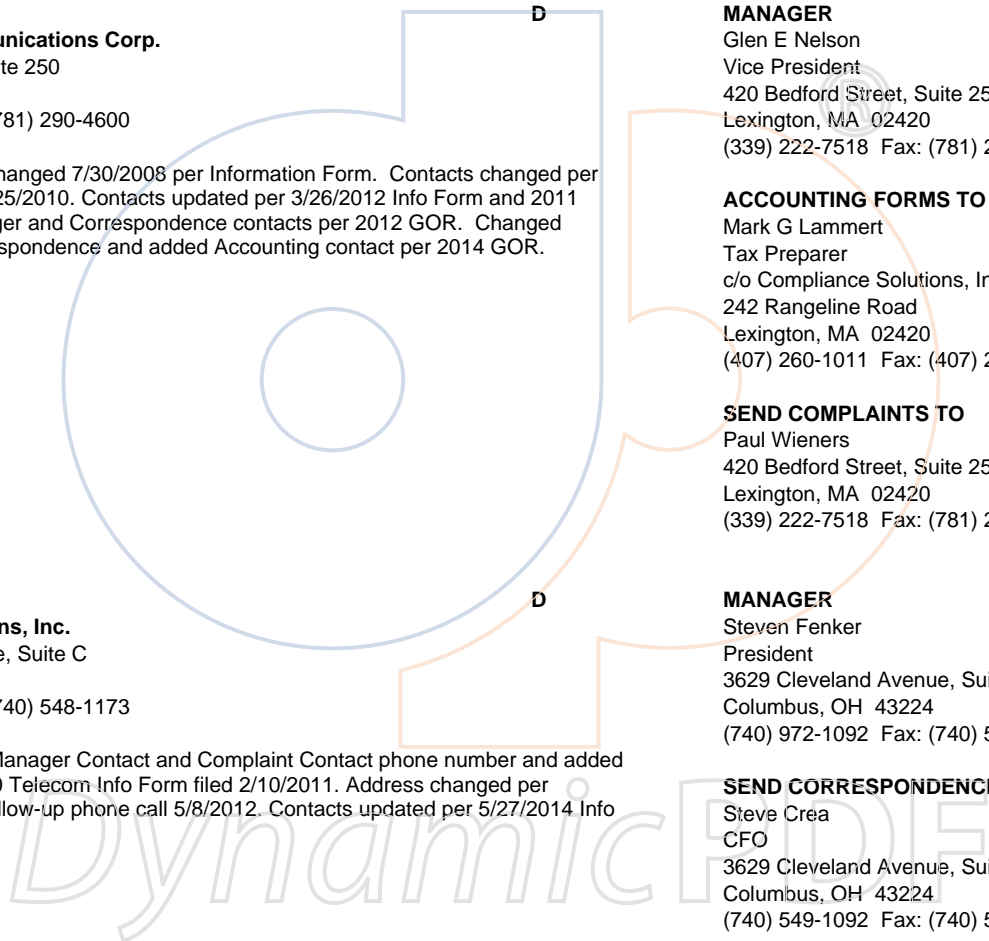 D
unications Corp.
te 250
781) 290-4600
hanged 7/30/2008 per Information Form. Contacts changed per
25/2010. Contacts updated per 3/26/2012 Info Form and 2011
ger and Correspondence contacts per 2012 GOR. Changed
spondence and added Accounting contact per 2014 GOR.
MANAGER
Glen E Nelson
Vice President
420 Bedford Street, Suite 25
Lexington, MA 02420
(339) 222-7518 Fax: (781) 2
ACCOUNTING FORMS TO
Mark G Lammert
Tax Preparer
c/o Compliance Solutions, In
242 Rangeline Road
Lexington, MA 02420
(407) 260-1011 Fax: (407) 2
SEND COMPLAINTS TO
Paul Wieners
420 Bedford Street, Suite 25
Lexington, MA 02420
(339) 222-7518 Fax: (781) 2
D
ns, Inc.
e, Suite C
740) 548-1173
Manager Contact and Complaint Contact phone number and added
0 Telecom Info Form filed 2/10/2011. Address changed per
llow-up phone call 5/8/2012. Contacts updated per 5/27/2014 Info
MANAGER
Steven Fenker
President
3629 Cleveland Avenue, Sui
Columbus, OH 43224
(740) 972-1092 Fax: (740) 5
SEND CORRESPONDENC
Steve Crea
CFO
3629 Cleveland Avenue, Sui
Columbus, OH 43224
(740) 549-1092 Fax: (740) 5
®
DynamicPDF